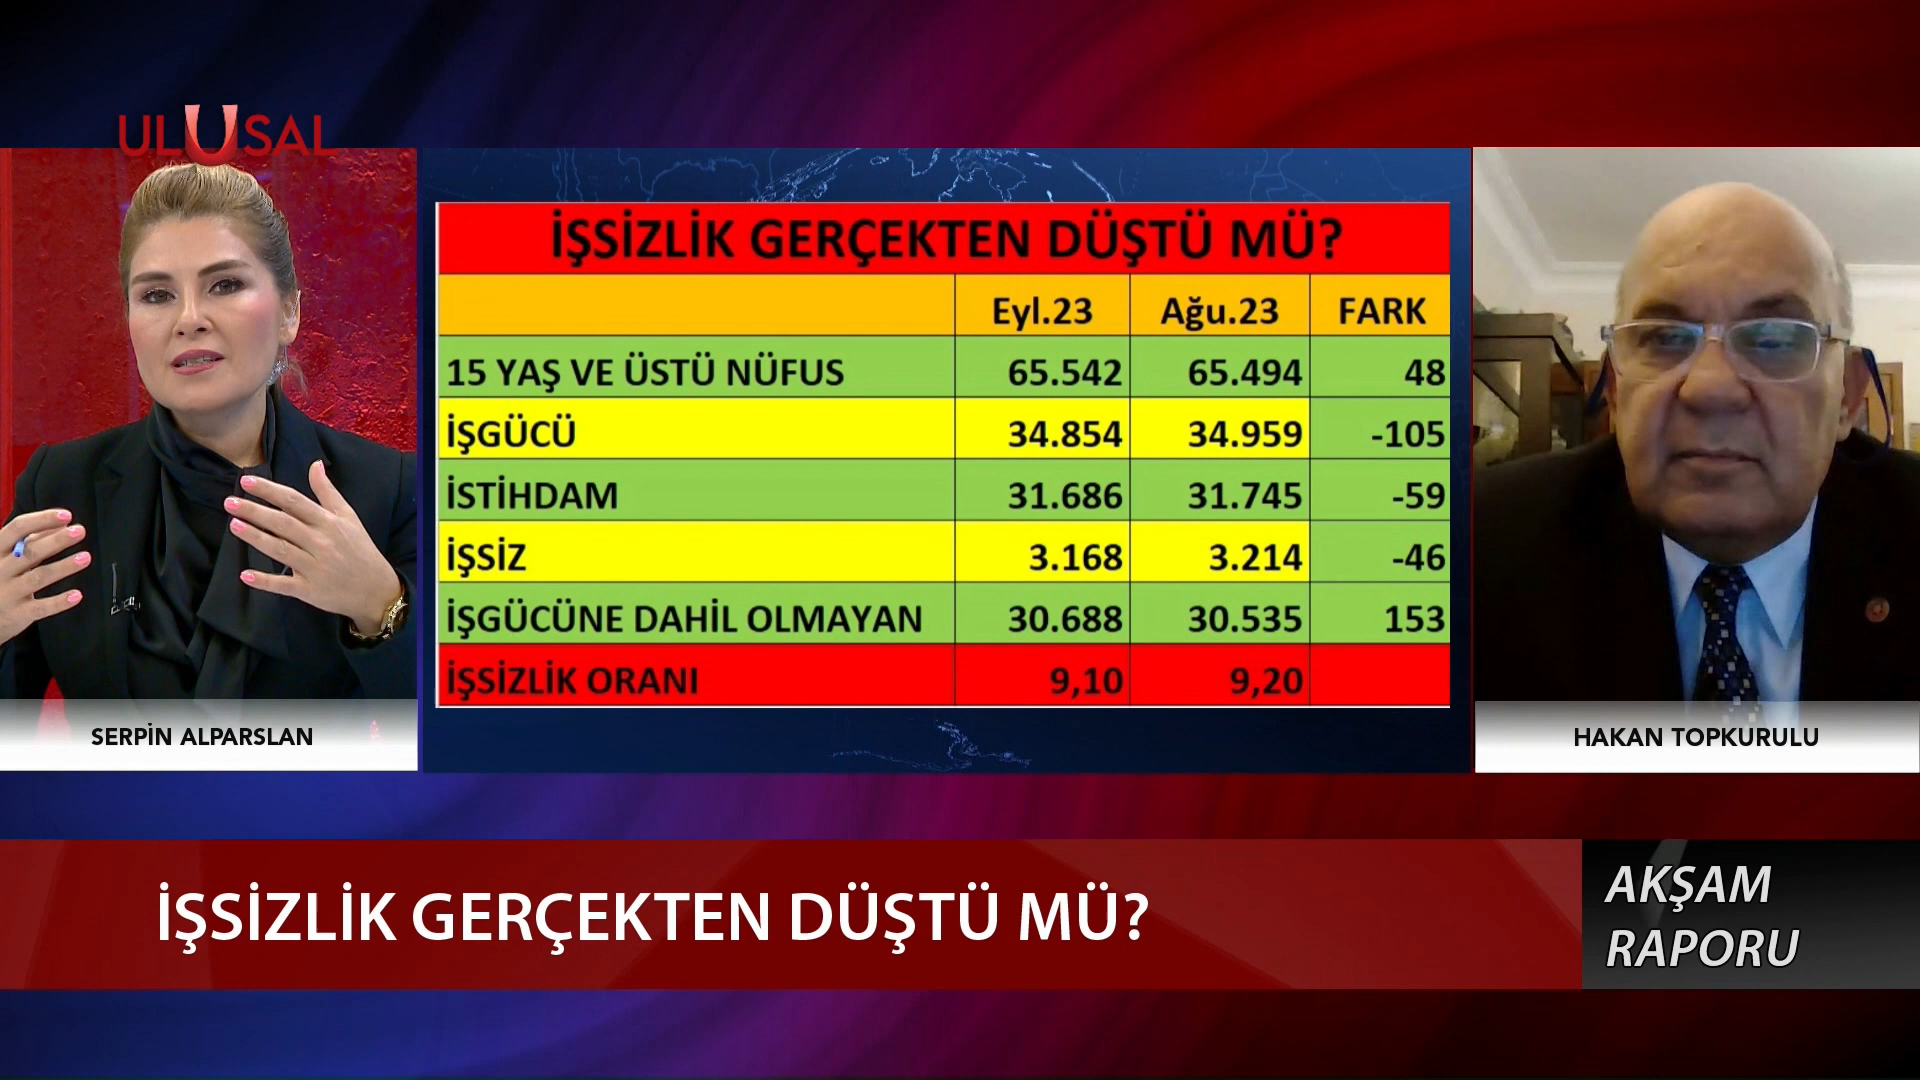 ULUSAL
İŞSİZLİK GERÇEKTEN DÜŞTÜ MÜ?
Eyl.23 Ağu.23 FARK
15 YAŞ VE ÜSTÜ NÜFUS 65.542 65.494 48
İŞGÜCÜ 34.854 34.959 -105
İSTİHDAM 31.686 31.745 -59
İŞSİZ 3.168 3.214 -46
İŞGÜCÜNE DAHİL OLMAYAN 30.688 30.535 153
İŞSİZLİK ORANI 9,10 9,20
SERPİN ALPARSLAN
HAKAN TOPKURULU
İŞSİZLİK GERÇEKTEN DÜŞTÜ MÜ?
AKŞAM
RAPORU